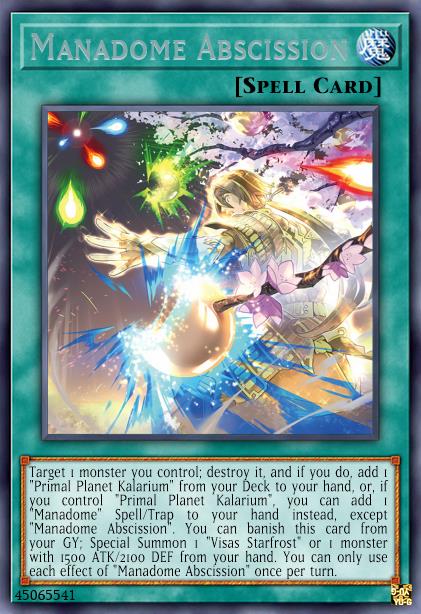 Manadome Abscission
魔
[Spell Card]
Target 1 monster you control; destroy it, and if you do, add 1
"Primal Planet Kalarium" from your Deck to your hand, or, if
you control "Primal Planet Kalarium", you can add 1
"Manadome" Spell/Trap to your hand instead, except
"Manadome Abscission". You can banish this card from
your GY; Special Summon 1 "Visas Starfrost" or 1 monster
with 1500 ATK/2100 DEF from your hand. You can only use
each effect of "Manadome Abscission" once per turn.
45065541